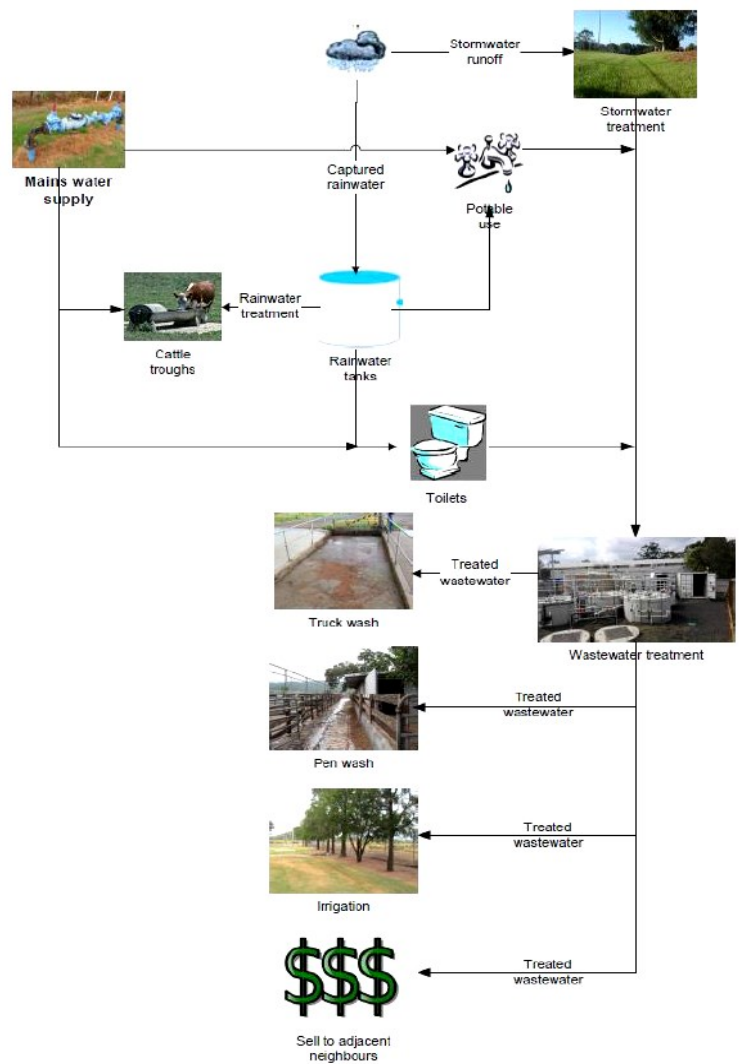 Stormwater
runoff
Stormwater
treatment
Mains water
supply
Captured
rainwater
Potable
use
Rainwater
treatment
Cattle
troughs
Rainwater
tanks
Toilets
Treated
wastewater
Truck wash
Wastewater treatment
Treated
wastewater
Pen wash
Treated
wastewater
Irrigation
Treated
wastewater
$$$
Sell to adjacent
neighbours